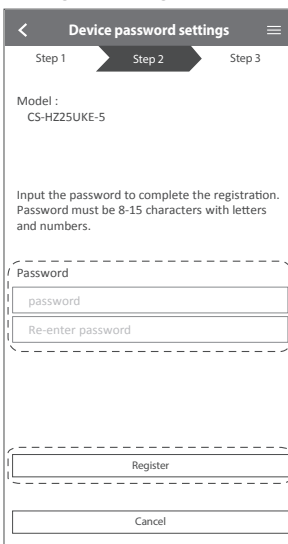 Device password settings
Step 1 Step 2 Step 3
Model :
CS-HZ25UKE-5
Input the password to complete the registration.
Password must be 8-15 characters with letters
and numbers.
Password
password
Re-enter password
Register
Cancel